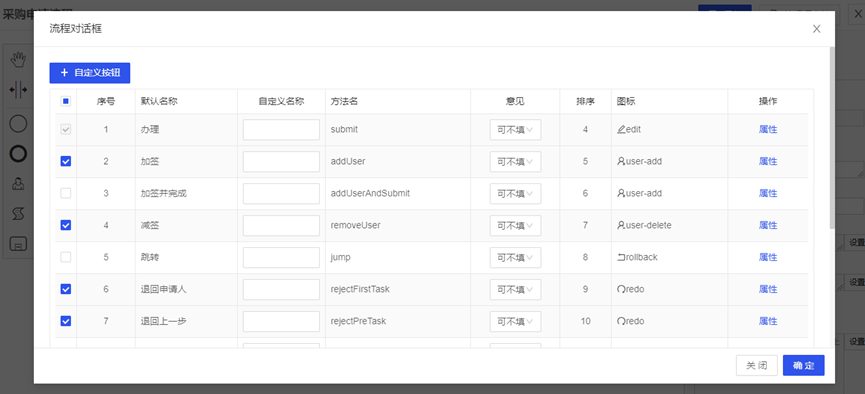 采购申请流程
流程对话框
+ 自定义按钮
序号 默认名称 自定义名称 方法名 意见 排序 图标 操作
1 办理 submit 可不填 4 edit 属性
2 加签 addUser 可不填 5 user-add 属性
3 加签并完成 addUserAndSubmit 可不填 6 user-add 属性
4 减签 removeUser 可不填 7 user-delete 属性
设置
5 跳转 jump 可不填 8 rollback 属性
设置
6 退回申请人 rejectFirstTask 可不填 9 redo 属性
7 退回上一步 rejectPreTask 可不填 10 redo 属性
设置
关 闭 确 定